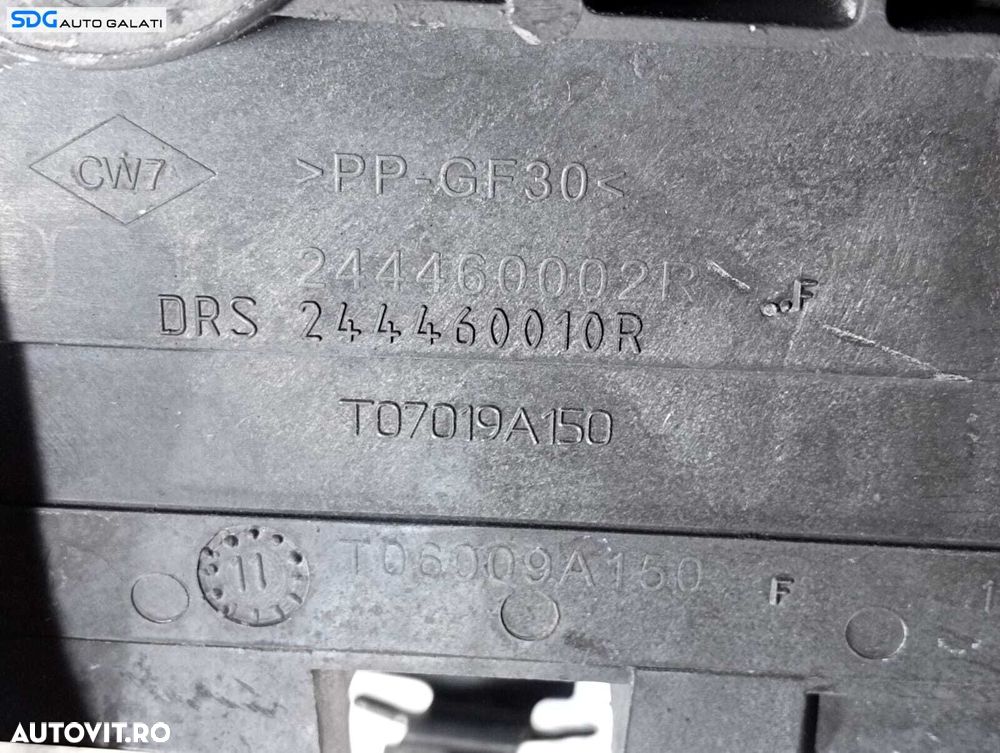 SDG AUTO GALATI
CW7
>PP-GF30<
244460002R
..F
DRS 244460010R
T07019A150
11
T06009A150
F
AUTOVIT.RO